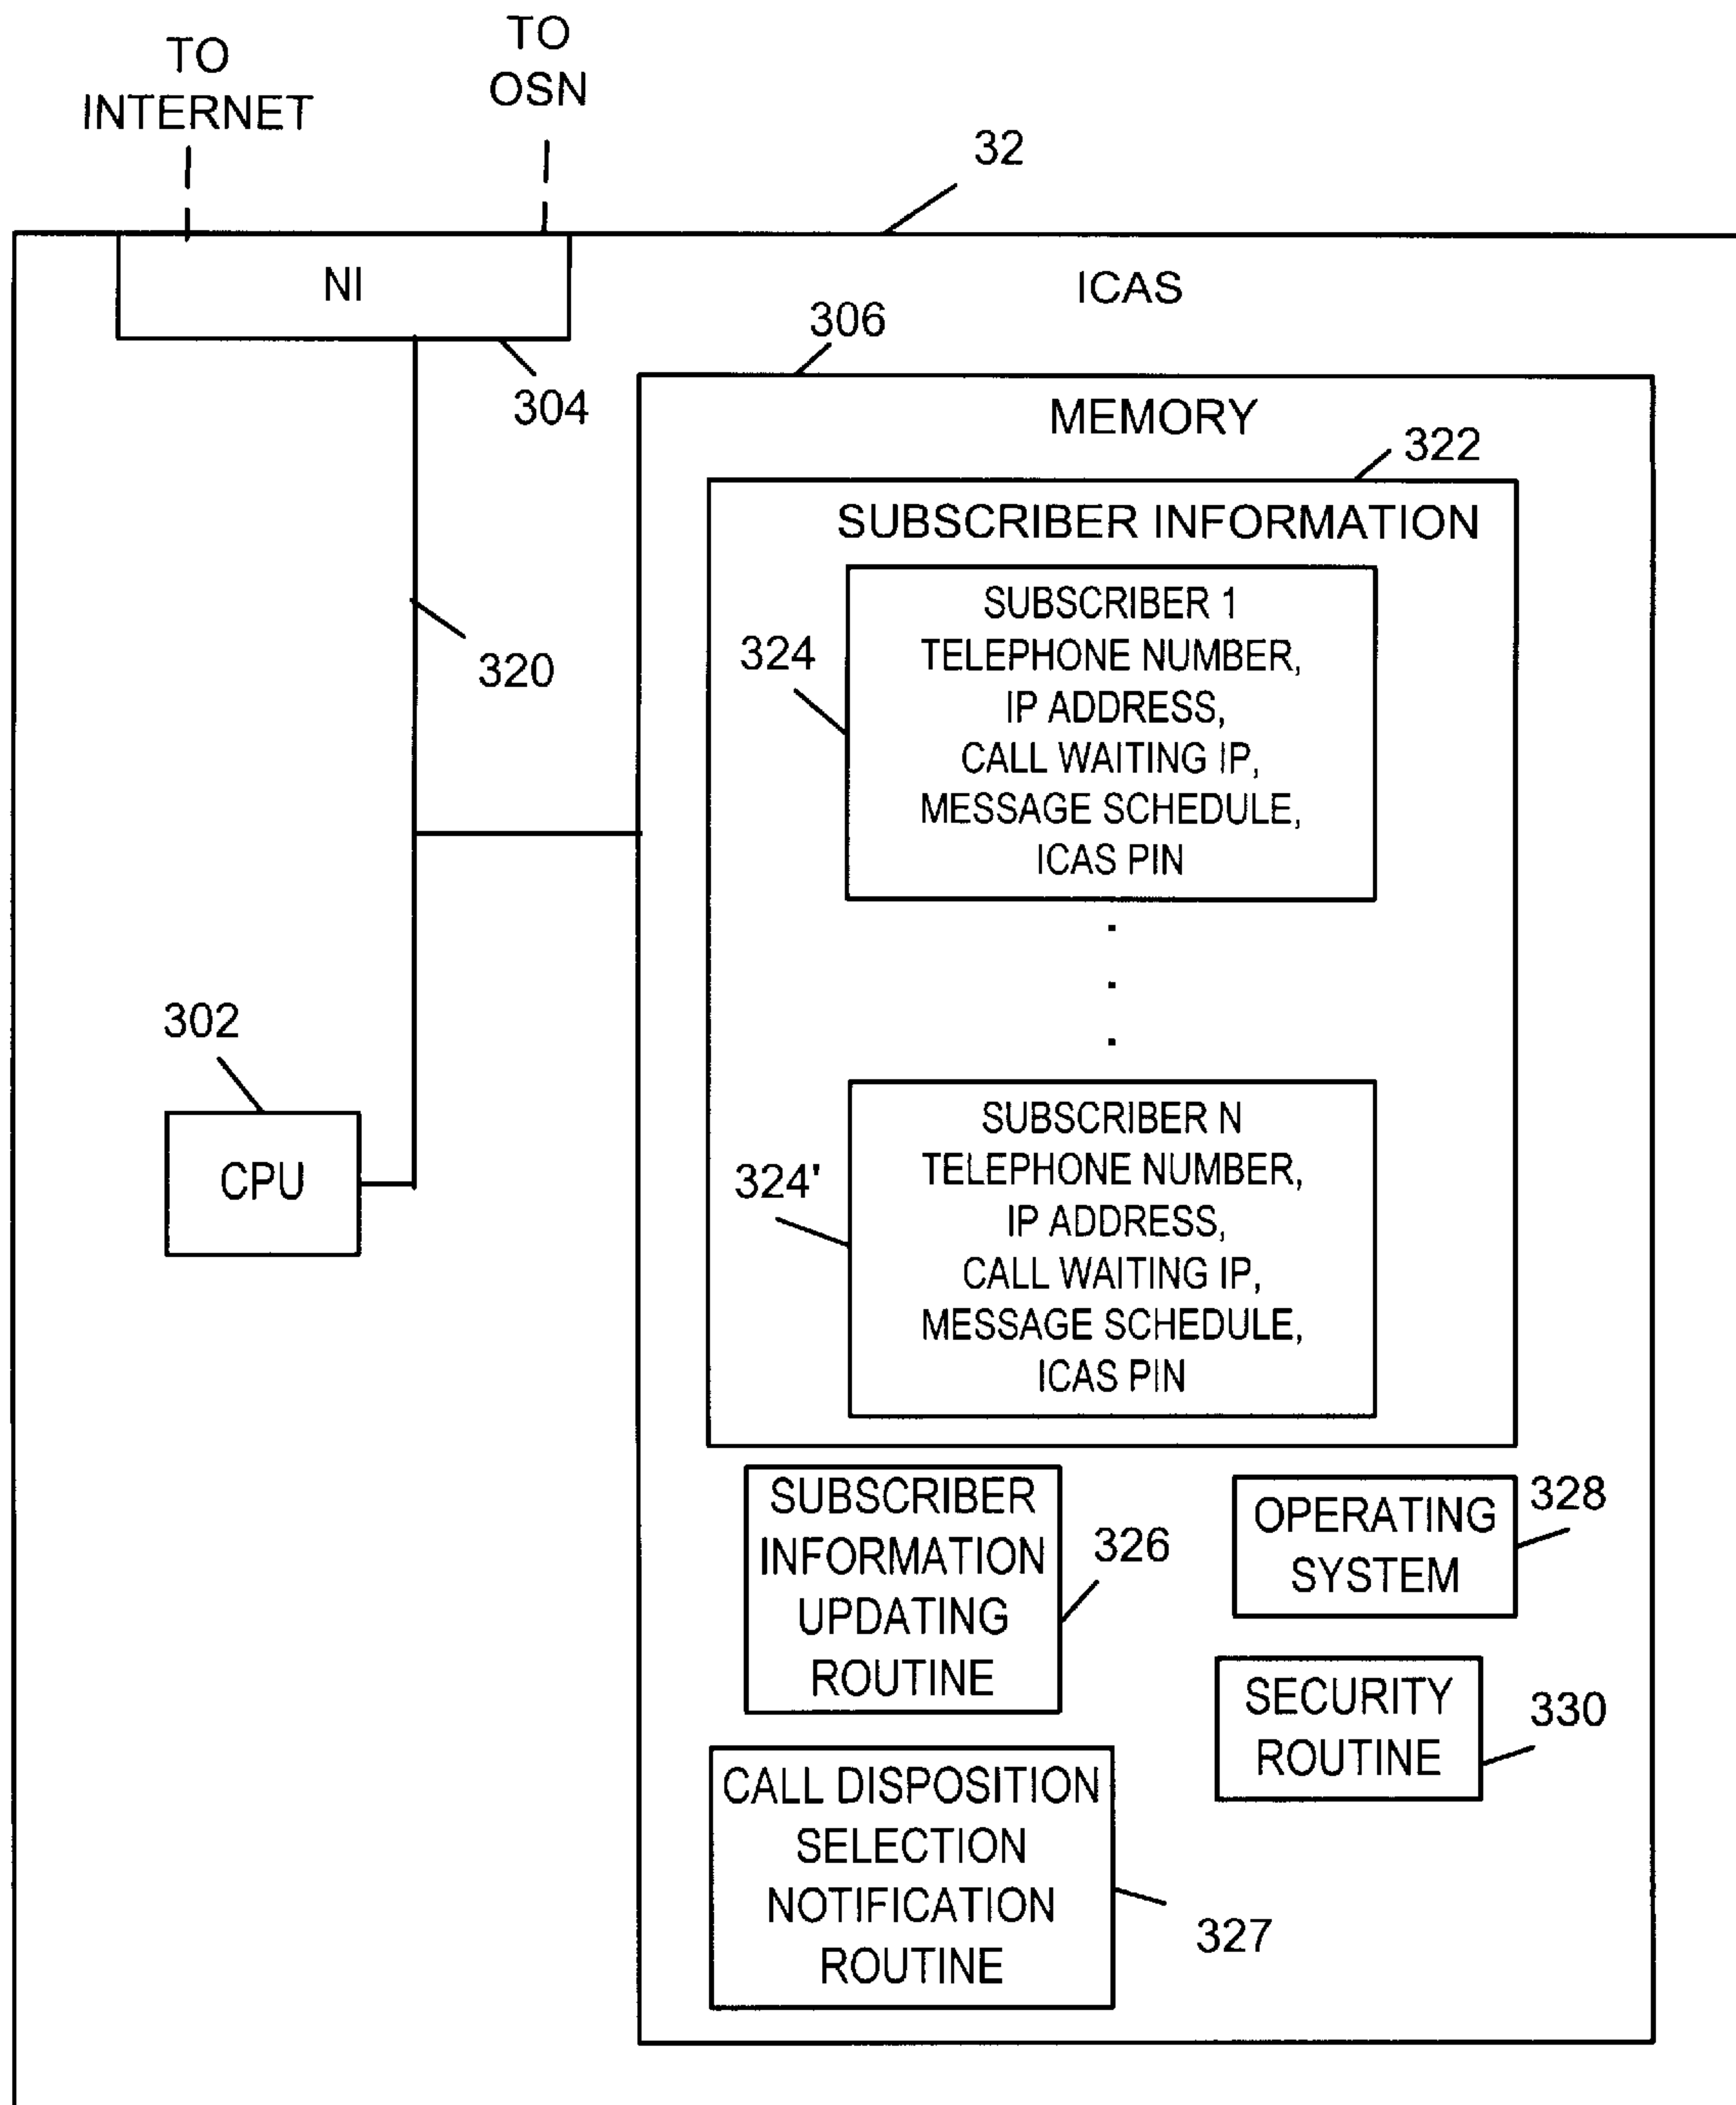 TO
INTERNET
TO
OSN
32
NI
ICAS
304
306
MEMORY
322
SUBSCRIBER INFORMATION
320
324
SUBSCRIBER 1
TELEPHONE NUMBER,
IP ADDRESS,
CALL WAITING IP,
MESSAGE SCHEDULE,
ICAS PIN
.
.
.
302
CPU
324'
SUBSCRIBER N
TELEPHONE NUMBER,
IP ADDRESS,
CALL WAITING IP,
MESSAGE SCHEDULE,
ICAS PIN
SUBSCRIBER
INFORMATION
UPDATING
ROUTINE
326
OPERATING
SYSTEM
328
SECURITY
ROUTINE
330
CALL DISPOSITION
SELECTION
NOTIFICATION
ROUTINE
327